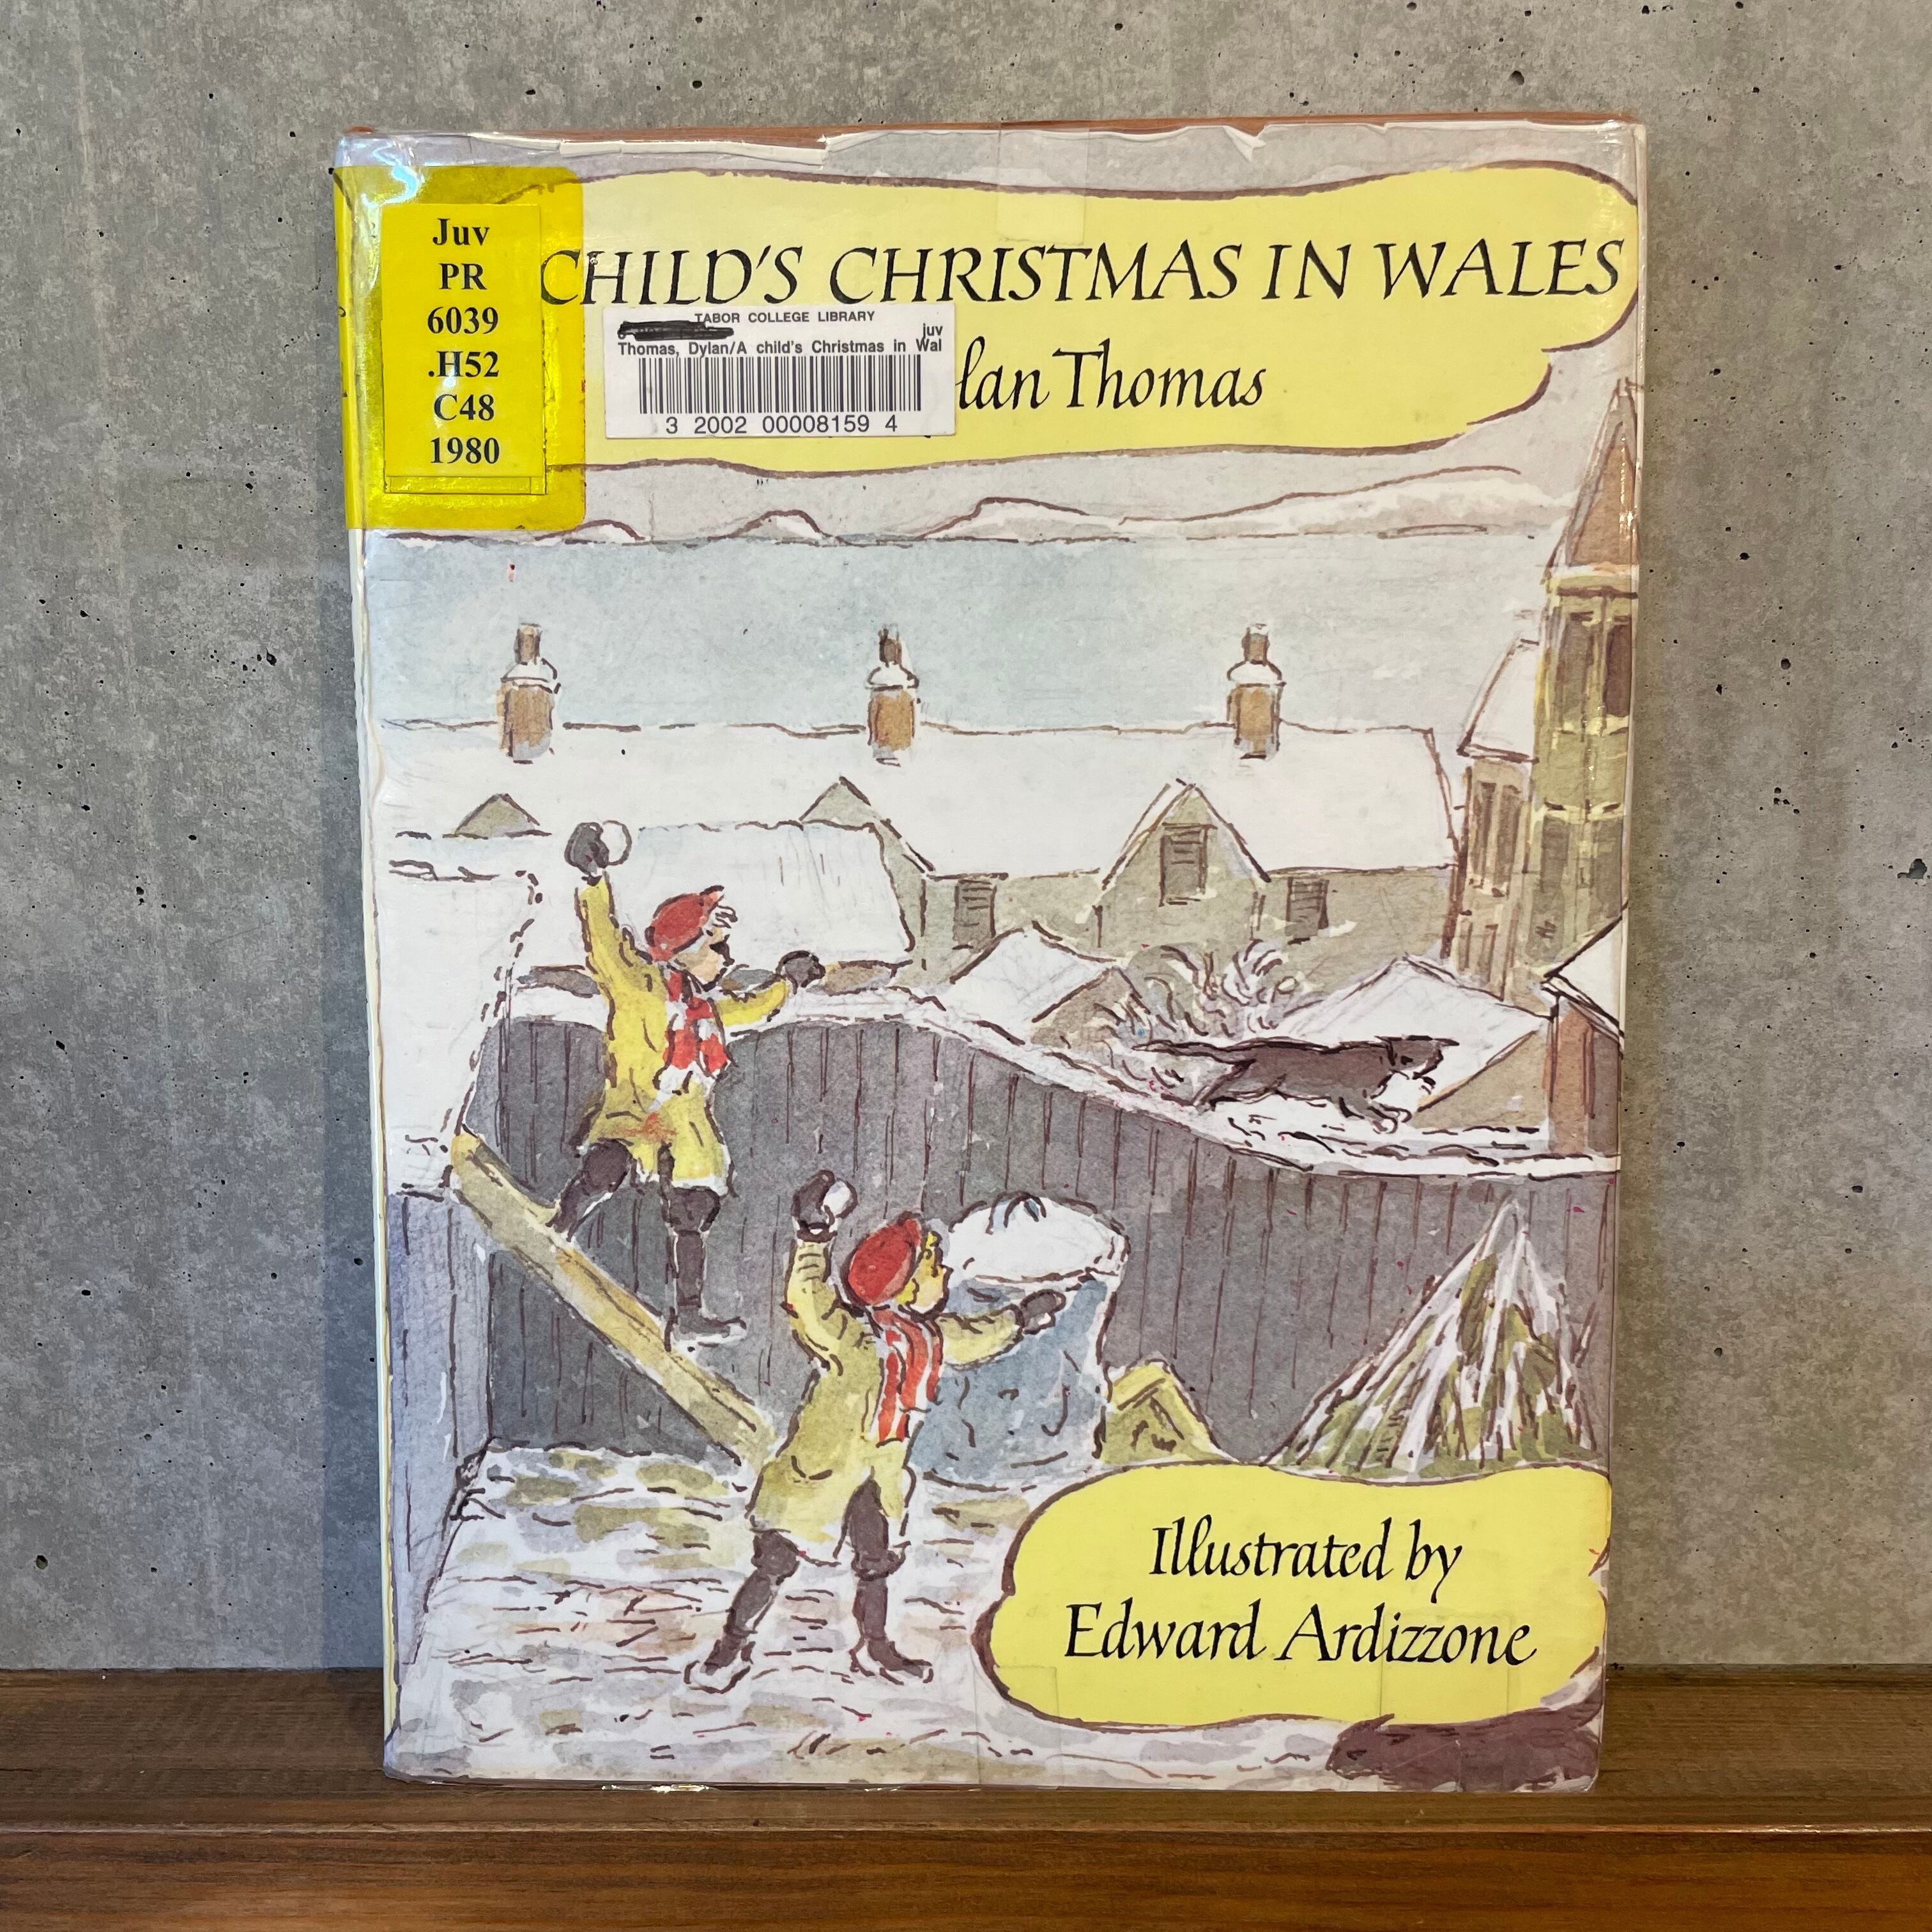 Juv
PR
6039
.H52
C48
1980
CHILD'S CHRISTMAS IN WALES
TABOR COLLEGE LIBRARY
juv
Thomas, Dylan/A child's Christmas in Wal
3 2002 00008159 4
lan Thomas
Illustrated by
Edward Ardizzone